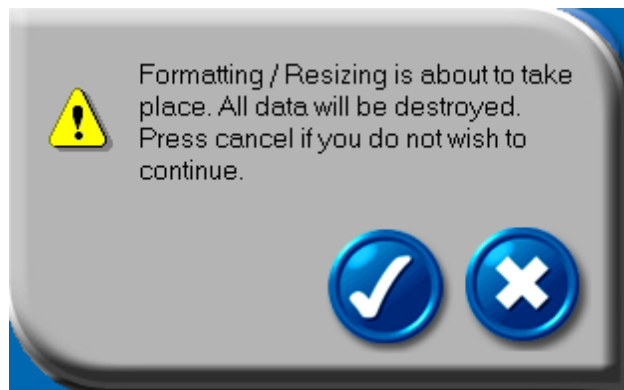 Formatting / Resizing is about to take
place. All data will be destroyed.
Press cancel if you do not wish to
continue.